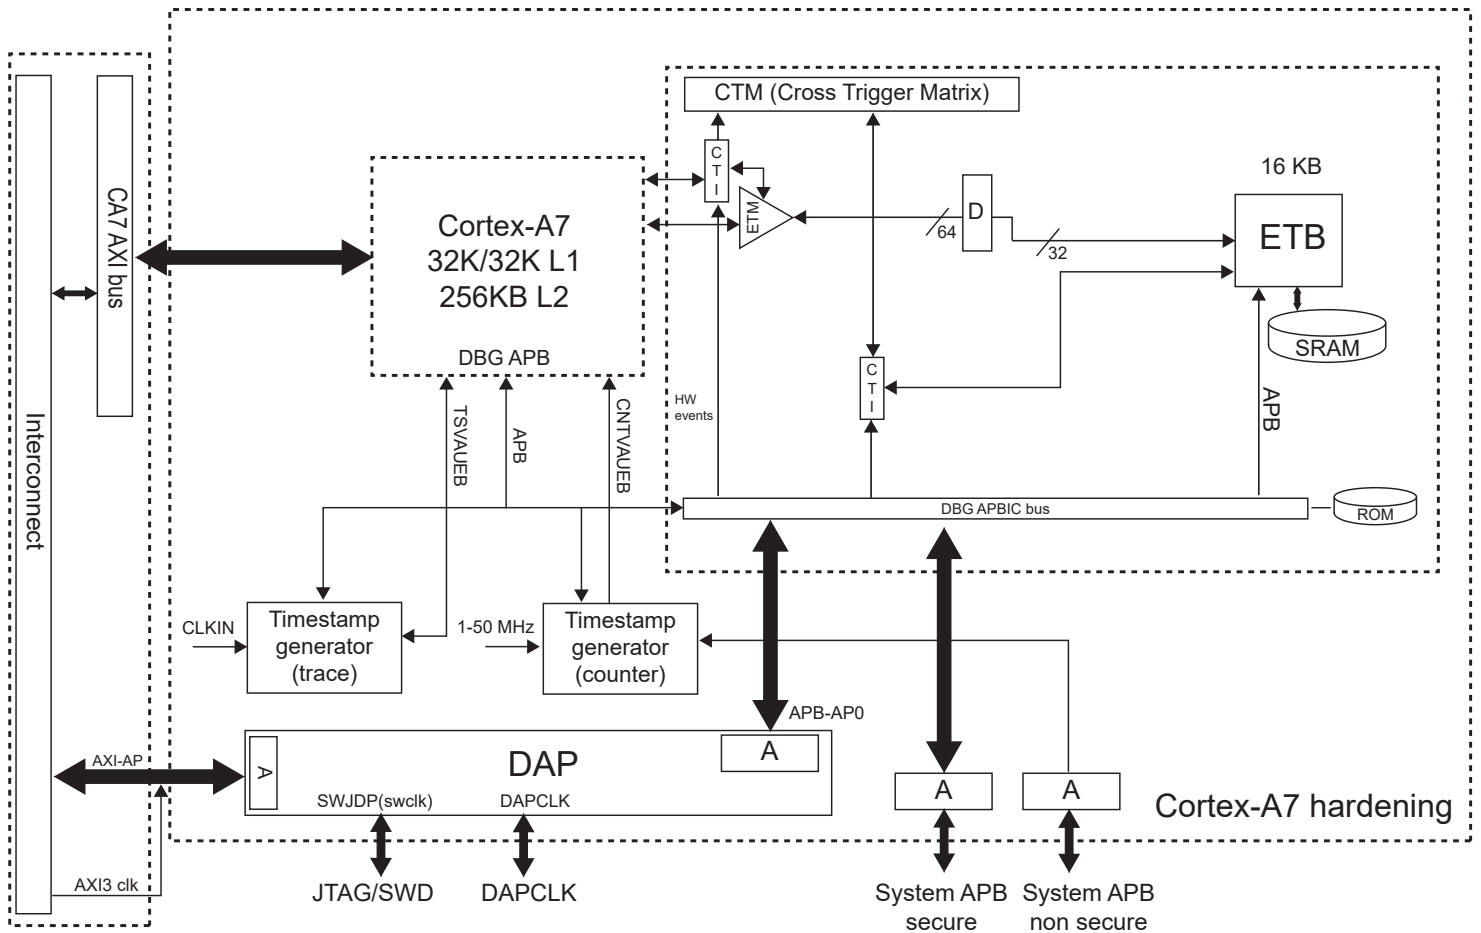 CTM (Cross Trigger Matrix)
C
T
I
16 KB
ETM
D
ETB
64
32
CA7 AXI bus
Cortex-A7
32K/32K L1
256KB L2
DBG APB
SRAM
C
T
I
HW
events
TSVAUEB
APB
CNTVAUEB
APB
Interconnect
DBG APBIC bus
ROM
CLKIN
Timestamp
generator
(trace)
1-50 MHz
Timestamp
generator
(counter)
APB-AP0
AXI-AP
A
DAP
A
SWJDP(swclk)
DAPCLK
A
A
Cortex-A7 hardening
AXI3 clk
JTAG/SWD
DAPCLK
System APB
secure
System APB
non secure